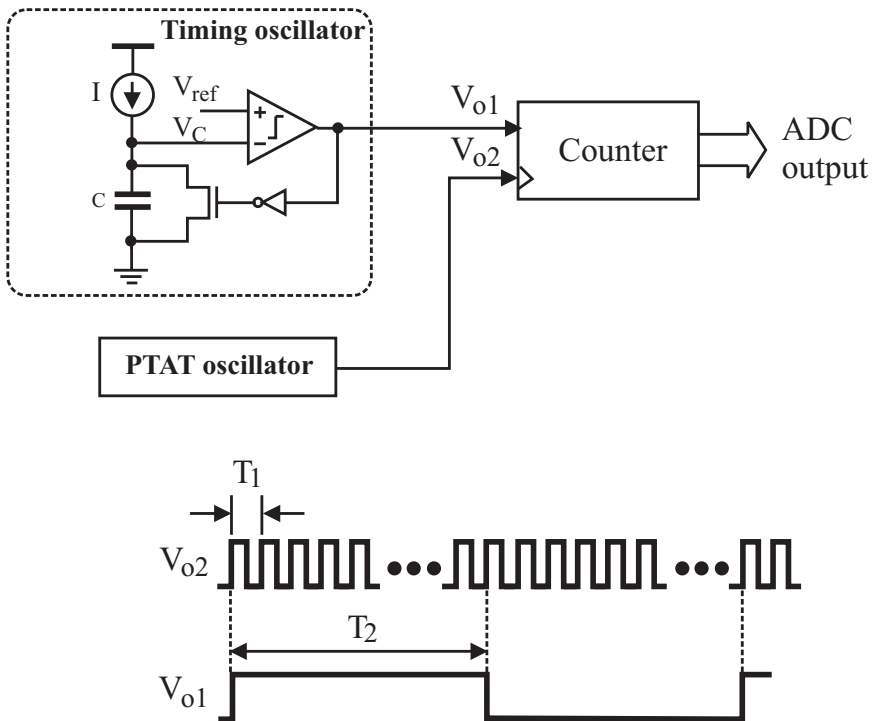 Timing oscillator
I
V_ref
+
V_C
−
C
V_o1
V_o2
Counter
ADC
output
PTAT oscillator
T_1
V_o2
T_2
V_o1